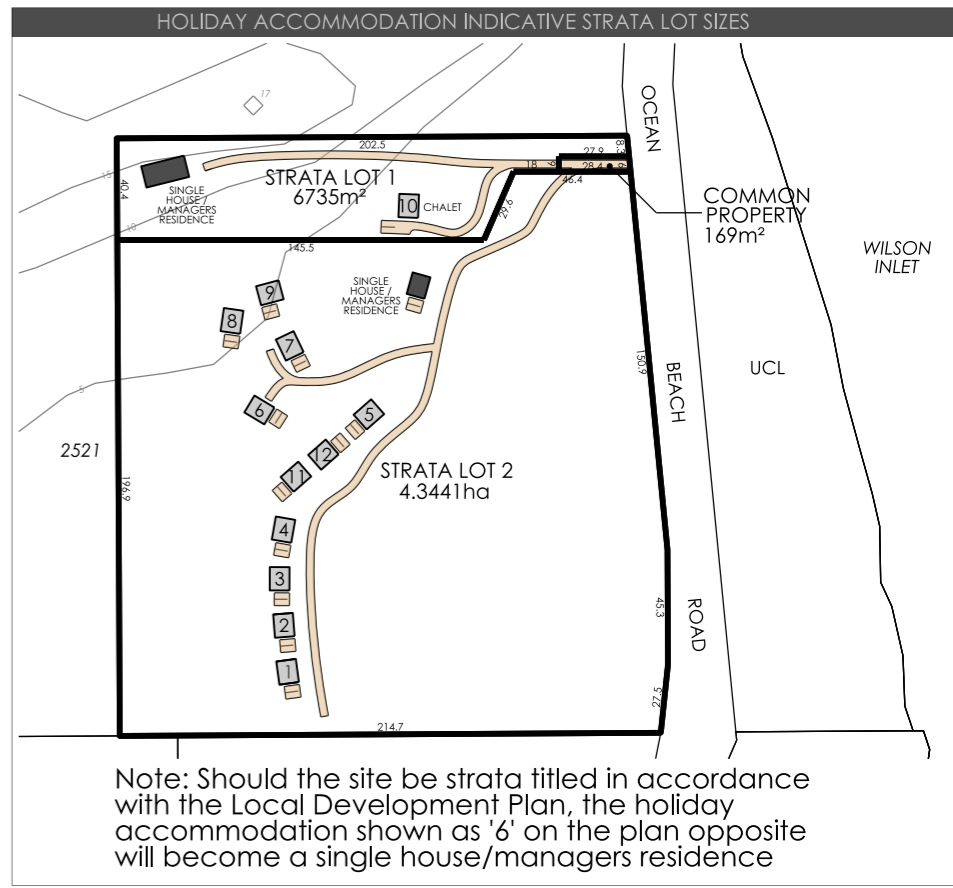 HOLIDAY ACCOMMODATION INDICATIVE STRATA LOT SIZES
17
OCEAN
202.5
27.9
8.3
15
40.4
SINGLE
HOUSE /
MANAGERS
RESIDENCE
STRATA LOT 1
6735m²
18
6
28.4
6
46.4
COMMON
PROPERTY
169m²
10
CHALET
29.6
10
145.5
WILSON
INLET
SINGLE
HOUSE /
MANAGERS
RESIDENCE
9
8
7
150.9
BEACH
UCL
5
6
5
2521
12
11
STRATA LOT 2
4.3441ha
196.9
4
3
45.3
ROAD
2
1
27.5
214.7
Note: Should the site be strata titled in accordance
with the Local Development Plan, the holiday
accommodation shown as '6' on the plan opposite
will become a single house/managers residence